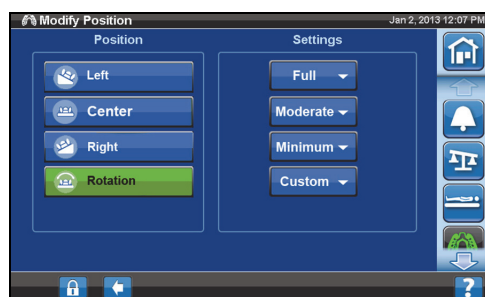 Modify Position Jan 2, 2013 12:07 PM
Position Settings
Left Full
Center Moderate
Right Minimum
Rotation Custom
?